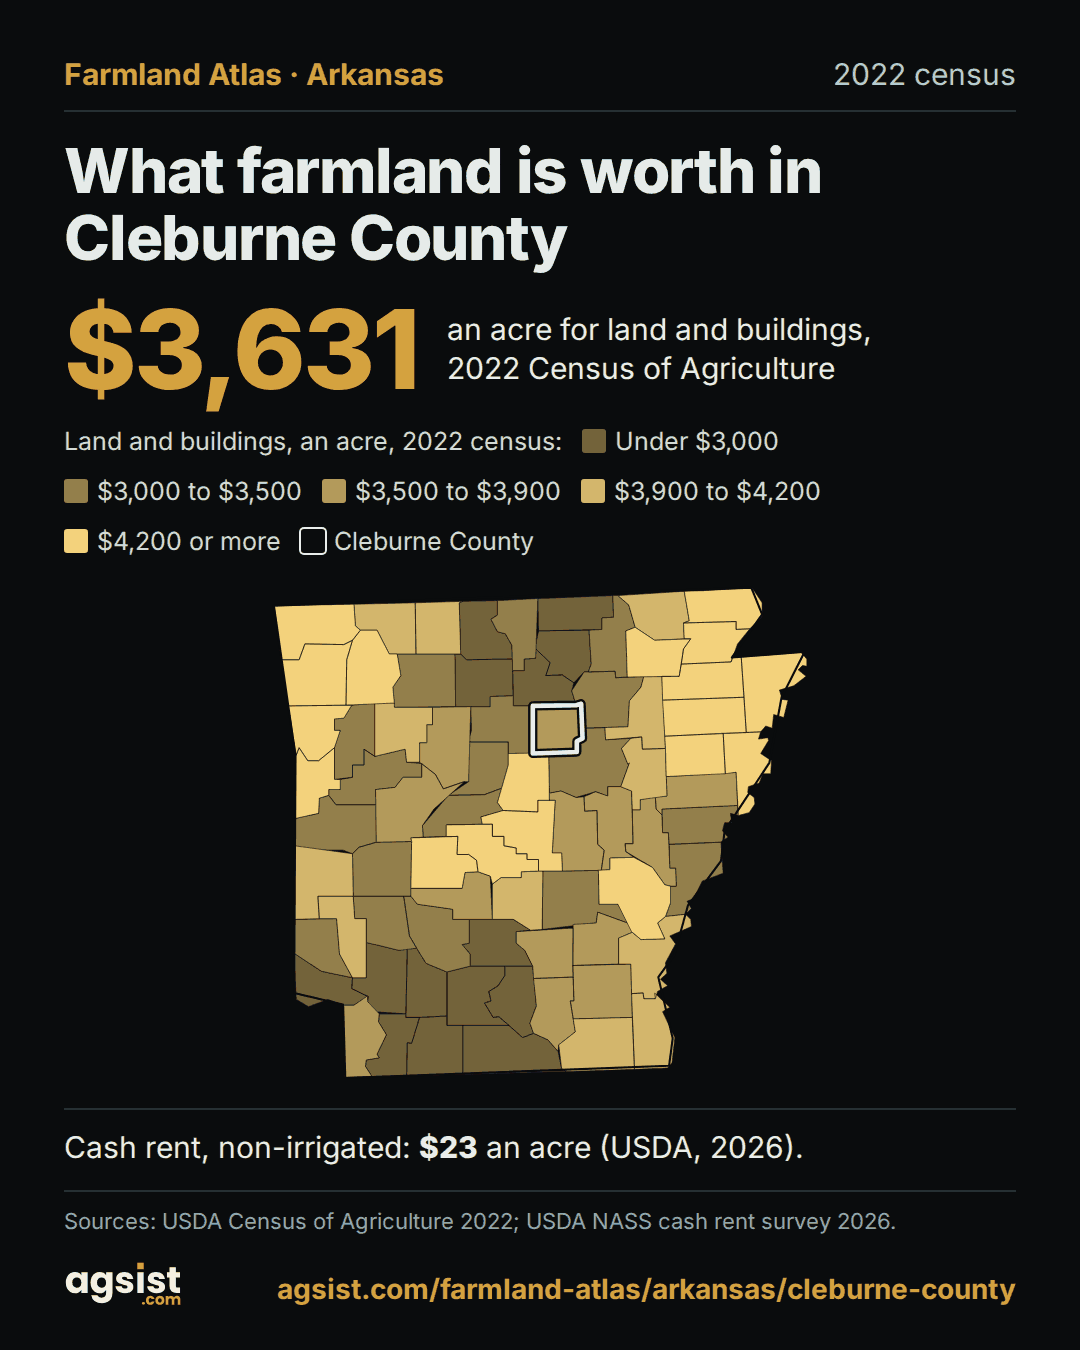 Farmland Atlas · Arkansas
2022 census
What farmland is worth in
Cleburne County
$3,631
an acre for land and buildings,
2022 Census of Agriculture
Land and buildings, an acre, 2022 census: Under $3,000
$3,000 to $3,500 $3,500 to $3,900 $3,900 to $4,200
$4,200 or more Cleburne County
Cash rent, non-irrigated: $23 an acre (USDA, 2026).
Sources: USDA Census of Agriculture 2022; USDA NASS cash rent survey 2026.
agsist
.com
agsist.com/farmland-atlas/arkansas/cleburne-county